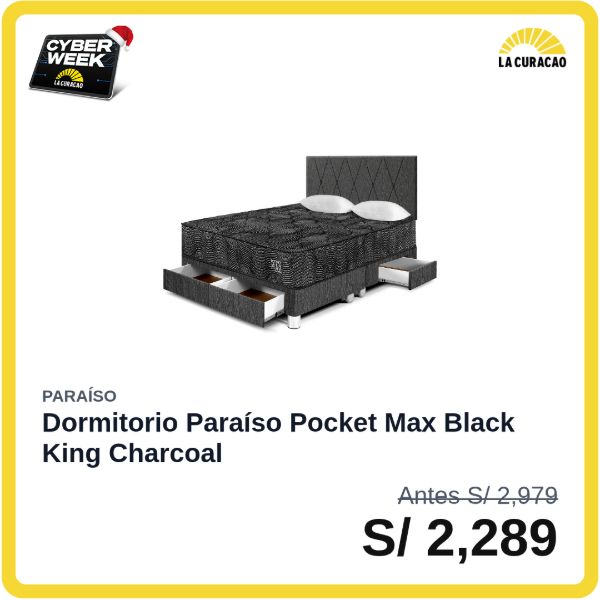 CYBER
WEEK
LA CURACAO
LA CURACAO
PARAÍSO
Dormitorio Paraíso Pocket Max Black
King Charcoal
Antes S/ 2,979
S/ 2,289